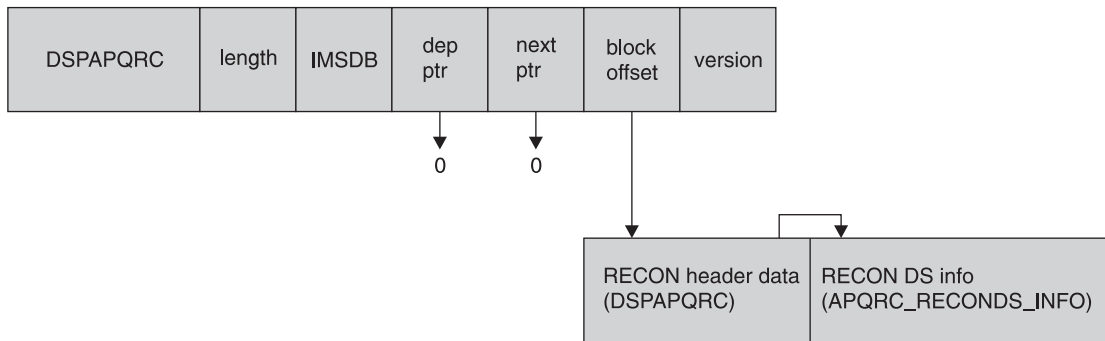 DSPAPQRC
length
IMSDB
dep
ptr
next
ptr
block
offset
version
0
0
RECON header data
(DSPAPQRC)
RECON DS info
(APQRC_RECONDS_INFO)